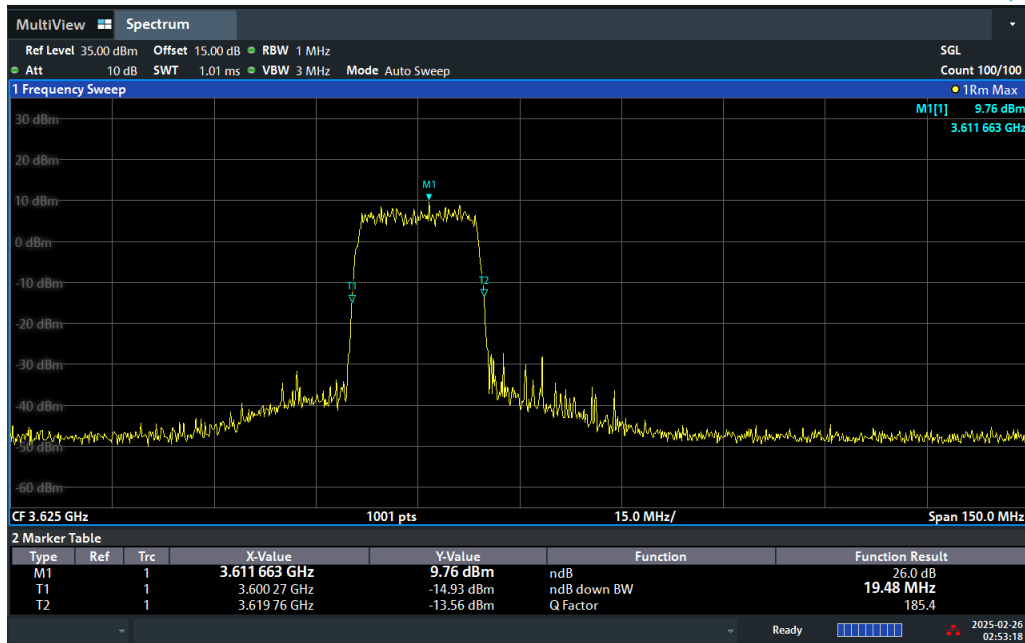 MultiView Spectrum
Ref Level 35.00 dBm Offset 15.00 dB RBW 1 MHz SGL
Att 10 dB SWT 1.01 ms VBW 3 MHz Mode Auto Sweep Count 100/100
1 Frequency Sweep 1Rm Max
M1[1] 9.76 dBm
3.611 663 GHz
30 dBm
20 dBm
M1
10 dBm
0 dBm
-10 dBm
T1 T2
-20 dBm
-30 dBm
-40 dBm
-50 dBm
-60 dBm
CF 3.625 GHz 1001 pts 15.0 MHz/ Span 150.0 MHz
2 Marker Table
Type Ref Trc X-Value Y-Value Function Function Result
M1 1 3.611 663 GHz 9.76 dBm ndB 26.0 dB
T1 1 3.600 27 GHz -14.93 dBm ndB down BW 19.48 MHz
T2 1 3.619 76 GHz -13.56 dBm Q Factor 185.4
Ready 2025-02-26
02:53:18